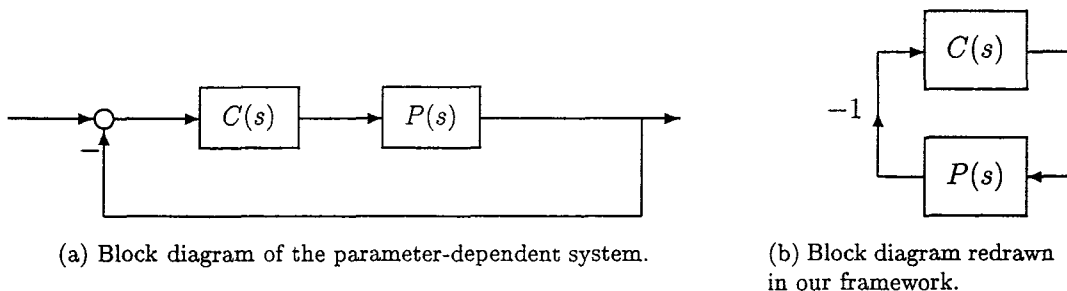 C(s)
-1
C(s)
P(s)
−
P(s)
(a) Block diagram of the parameter-dependent system.
(b) Block diagram redrawn
in our framework.